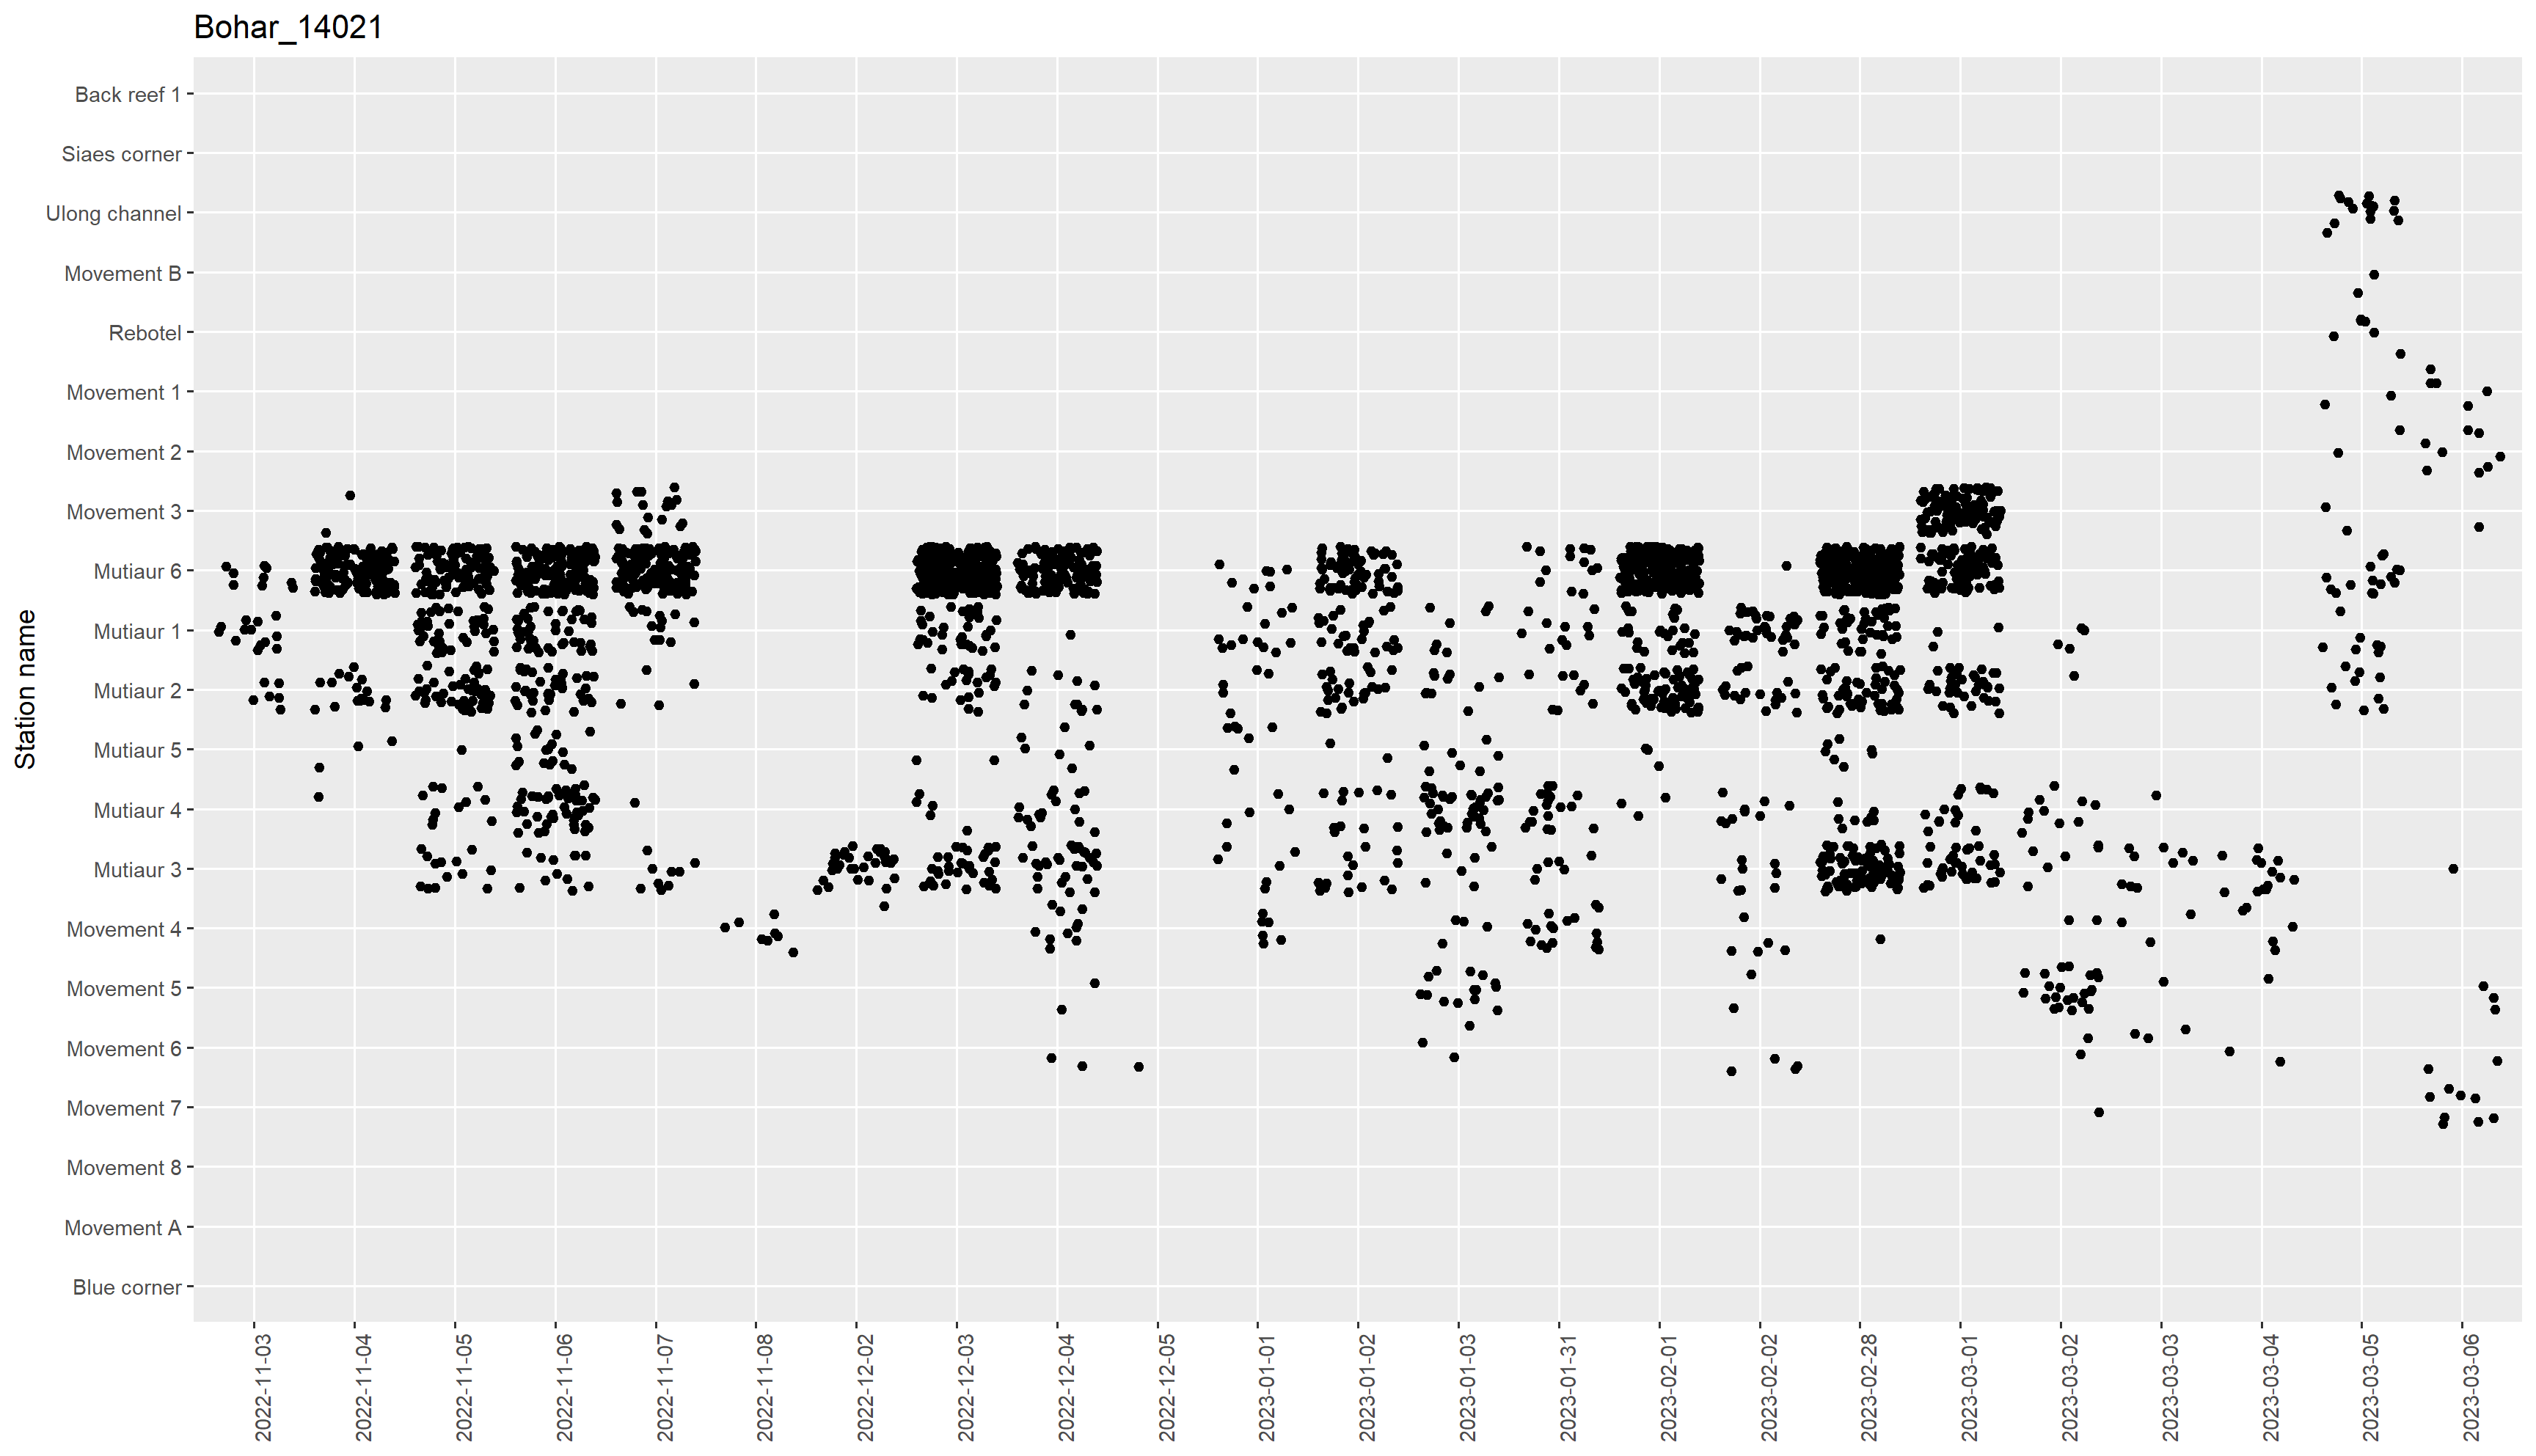 Bohar_14021
Station name
Back reef 1
Siaes corner
Ulong channel
Movement B
Rebotel
Movement 1
Movement 2
Movement 3
Mutiaur 6
Mutiaur 1
Mutiaur 2
Mutiaur 5
Mutiaur 4
Mutiaur 3
Movement 4
Movement 5
Movement 6
Movement 7
Movement 8
Movement A
Blue corner
2022-11-03
2022-11-04
2022-11-05
2022-11-06
2022-11-07
2022-11-08
2022-12-02
2022-12-03
2022-12-04
2022-12-05
2023-01-01
2023-01-02
2023-01-03
2023-01-31
2023-02-01
2023-02-02
2023-02-28
2023-03-01
2023-03-02
2023-03-03
2023-03-04
2023-03-05
2023-03-06